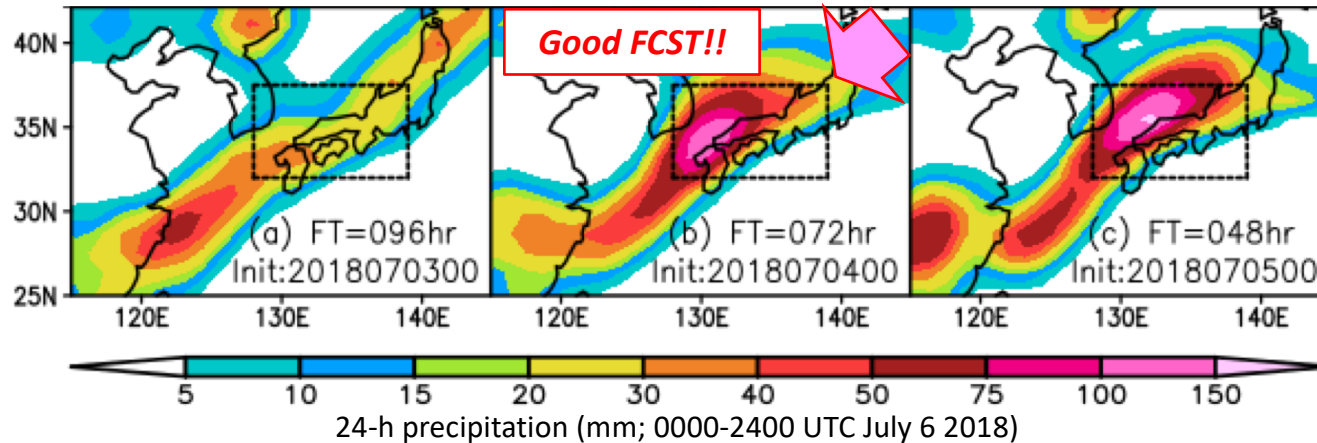 Good FCST!!
40N
35N
30N
25N
(a) FT=096hr
Init:2018070300
(b) FT=072hr
Init:2018070400
(c) FT=048hr
Init:2018070500
120E 130E 140E 120E 130E 140E 120E 130E 140E
5 10 15 20 30 40 50 75 100 150
24-h precipitation (mm; 0000-2400 UTC July 6 2018)